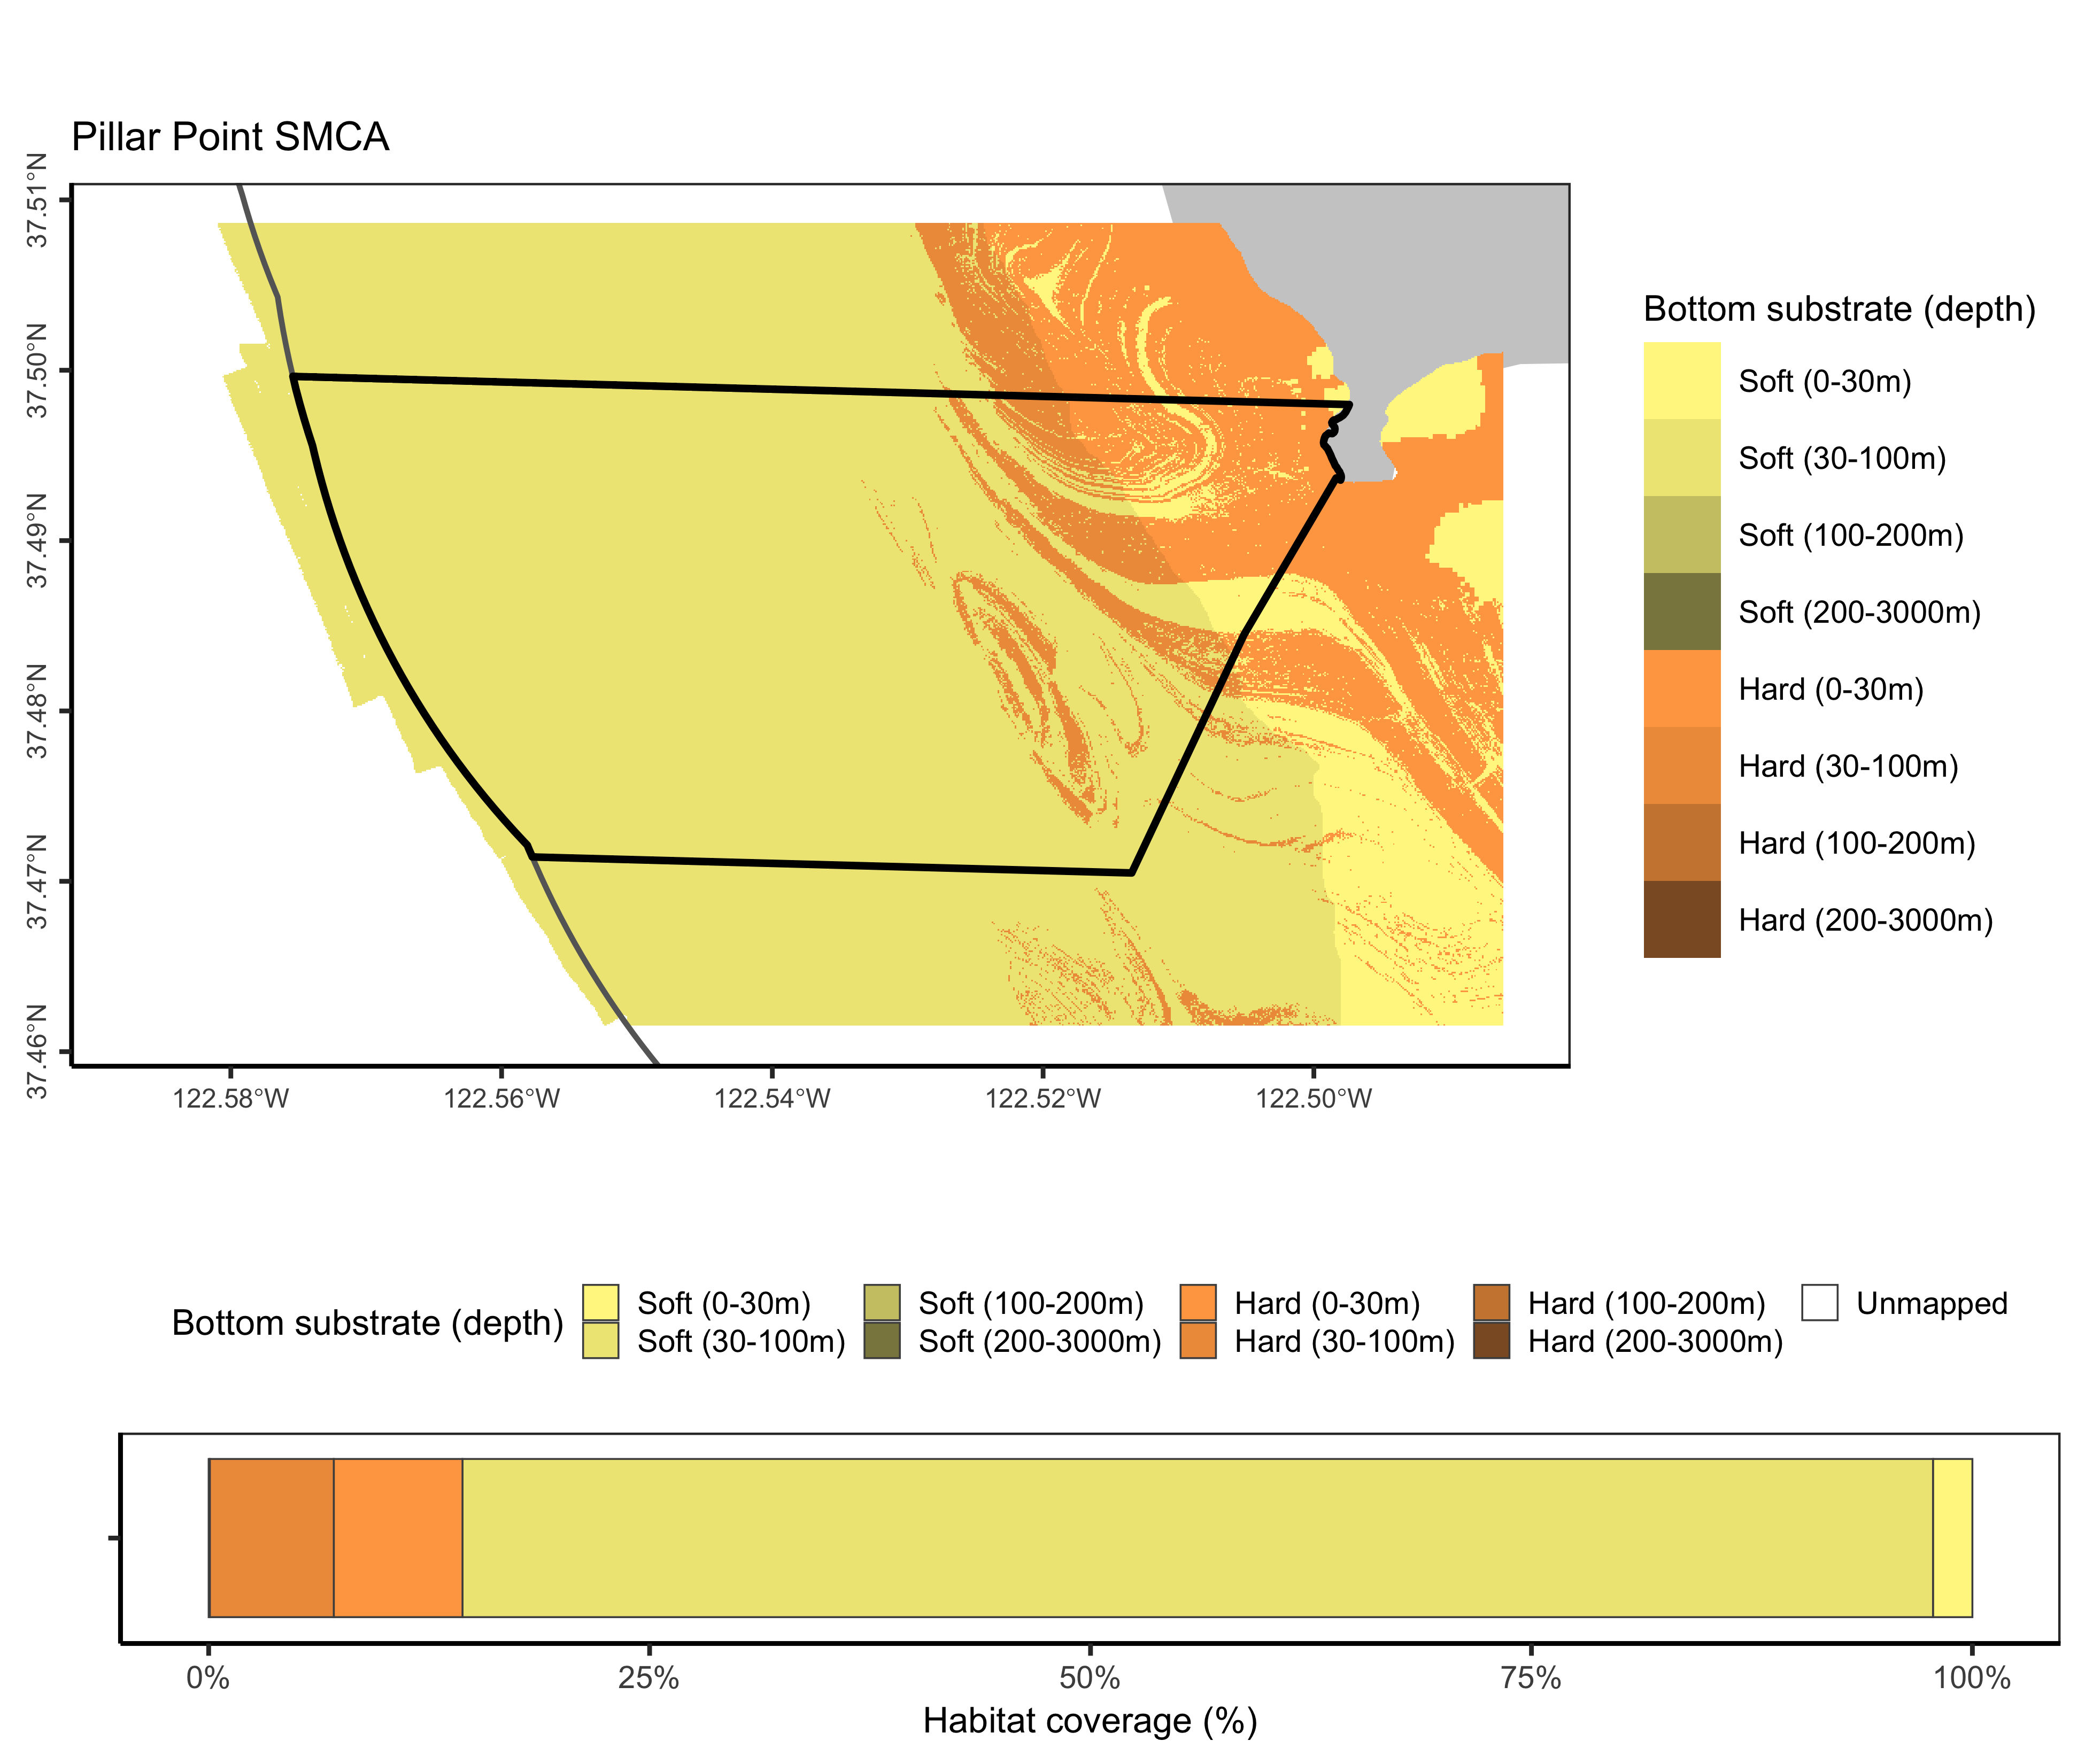 Pillar Point SMCA
37.51°N
37.50°N
37.49°N
37.48°N
37.47°N
37.46°N
122.58°W 122.56°W 122.54°W 122.52°W 122.50°W
Bottom substrate (depth)
Soft (0-30m)
Soft (30-100m)
Soft (100-200m)
Soft (200-3000m)
Hard (0-30m)
Hard (30-100m)
Hard (100-200m)
Hard (200-3000m)
Bottom substrate (depth)
Soft (0-30m) Soft (100-200m) Hard (0-30m) Hard (100-200m) Unmapped
Soft (30-100m) Soft (200-3000m) Hard (30-100m) Hard (200-3000m)
0% 25% 50% 75% 100%
Habitat coverage (%)